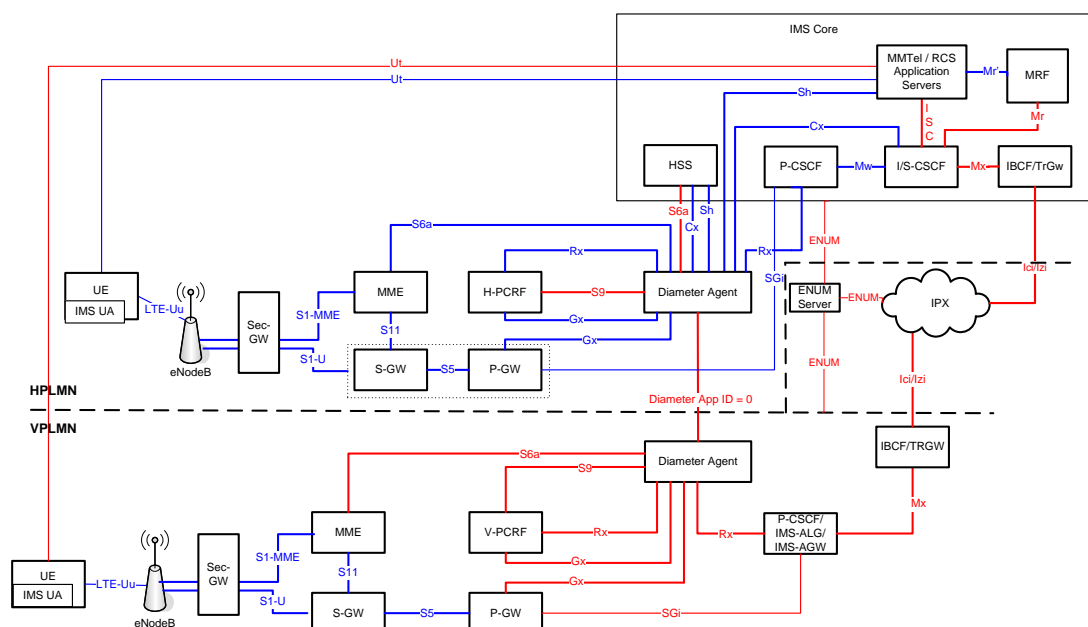 IMS Core
MMTel / RCS
Application
Servers
Mr'
MRF
Ut
Ut
Sh
I
S
C
Mr
Cx
HSS
P-CSCF
Mw
I/S-CSCF
Mx
IBCF/TrGw
S6a
Cx
Sh
S6a
Rx
Rx
ENUM
SGi
Ici/Izi
UE
IMS UA
LTE-Uu
eNodeB
Sec-
GW
S1-MME
S1-U
MME
S11
H-PCRF
S9
Gx
Gx
Diameter Agent
ENUM
Server
ENUM
IPX
S-GW
S5
P-GW
ENUM
Ici/Izi
HPLMN
VPLMN
Diameter App ID = 0
Diameter Agent
IBCF/TRGW
S6a
S9
Mx
MME
V-PCRF
Rx
Rx
P-CSCF/
IMS-ALG/
IMS-AGW
S1-MME
Sec-
GW
UE
IMS UA
LTE-Uu
eNodeB
S11
Gx
Gx
S1-U
S-GW
S5
P-GW
SGi